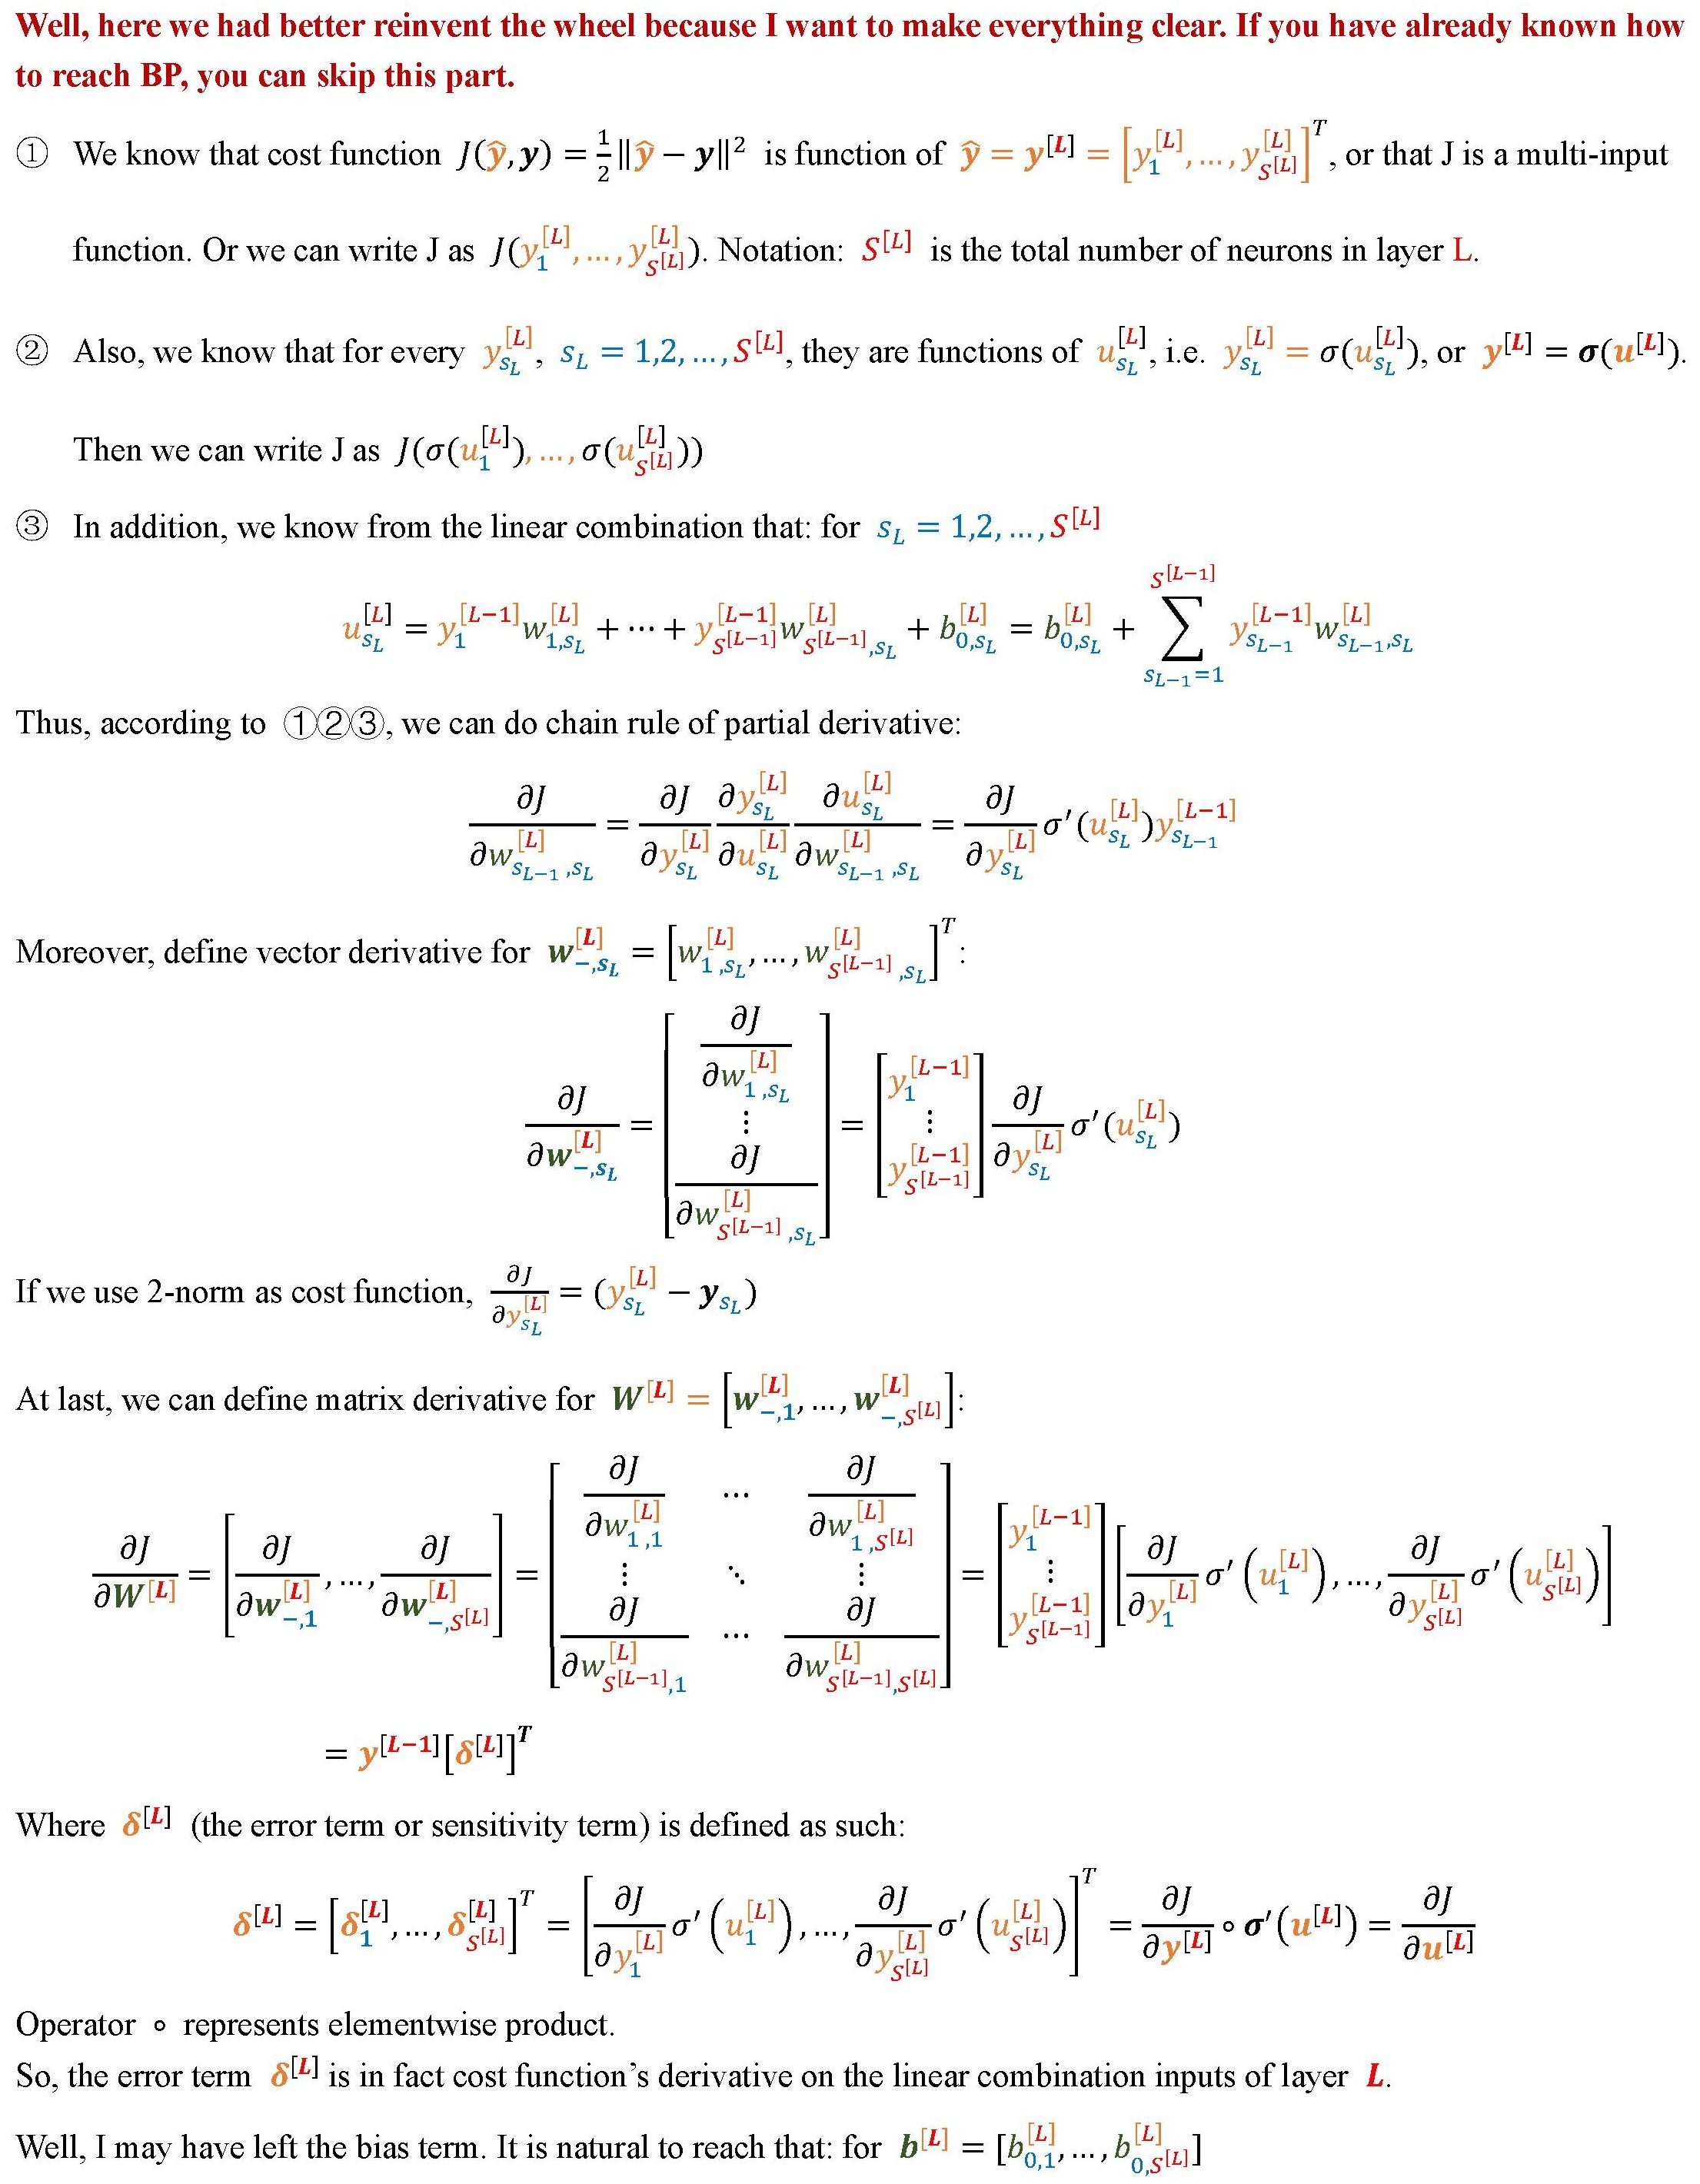 Well, here we had better reinvent the wheel because I want to make everything clear. If you have already known how
to reach BP, you can skip this part.
① We know that cost function $J(\hat{\boldsymbol{y}}, \boldsymbol{y}) = \frac{1}{2}\|\hat{\boldsymbol{y}} - \boldsymbol{y}\|^2$ is function of $\hat{\boldsymbol{y}} = \boldsymbol{y}^{[L]} = \left[y_1^{[L]}, \dots, y_{S^{[L]}}^{[L]}\right]^T$, or that J is a multi-input
function. Or we can write J as $J(y_1^{[L]}, \dots, y_{S^{[L]}}^{[L]})$. Notation: $S^{[L]}$ is the total number of neurons in layer L.
② Also, we know that for every $y_{s_L}^{[L]}$, $s_L = 1,2, \dots, S^{[L]}$, they are functions of $u_{s_L}^{[L]}$, i.e. $y_{s_L}^{[L]} = \sigma(u_{s_L}^{[L]})$, or $\boldsymbol{y}^{[L]} = \boldsymbol{\sigma}(\boldsymbol{u}^{[L]})$.
Then we can write J as $J(\sigma(u_1^{[L]}), \dots, \sigma(u_{S^{[L]}}^{[L]}))$
③ In addition, we know from the linear combination that: for $s_L = 1,2, \dots, S^{[L]}$
$u_{s_L}^{[L]} = y_1^{[L-1]} w_{1,s_L}^{[L]} + \cdots + y_{S^{[L-1]}}^{[L-1]} w_{S^{[L-1]},s_L}^{[L]} + b_{0,s_L}^{[L]} = b_{0,s_L}^{[L]} + \sum_{s_{L-1}=1}^{S^{[L-1]}} y_{s_{L-1}}^{[L-1]} w_{s_{L-1},s_L}^{[L]}$
Thus, according to ①②③, we can do chain rule of partial derivative:
$\frac{\partial J}{\partial w_{s_{L-1},s_L}^{[L]}} = \frac{\partial J}{\partial y_{s_L}^{[L]}} \frac{\partial y_{s_L}^{[L]}}{\partial u_{s_L}^{[L]}} \frac{\partial u_{s_L}^{[L]}}{\partial w_{s_{L-1},s_L}^{[L]}} = \frac{\partial J}{\partial y_{s_L}^{[L]}} \sigma'(u_{s_L}^{[L]}) y_{s_{L-1}}^{[L-1]}$
Moreover, define vector derivative for $\boldsymbol{w}_{-,s_L}^{[L]} = \left[w_{1,s_L}^{[L]}, \dots, w_{S^{[L-1]},s_L}^{[L]}\right]^T$:
$\frac{\partial J}{\partial \boldsymbol{w}_{-,s_L}^{[L]}} = \begin{bmatrix} \frac{\partial J}{\partial w_{1,s_L}^{[L]}} \\ \vdots \\ \frac{\partial J}{\partial w_{S^{[L-1]},s_L}^{[L]}} \end{bmatrix} = \begin{bmatrix} y_1^{[L-1]} \\ \vdots \\ y_{S^{[L-1]}}^{[L-1]} \end{bmatrix} \frac{\partial J}{\partial y_{s_L}^{[L]}} \sigma'(u_{s_L}^{[L]})$
If we use 2-norm as cost function, $\frac{\partial J}{\partial y_{s_L}^{[L]}} = (y_{s_L}^{[L]} - \boldsymbol{y}_{s_L})$
At last, we can define matrix derivative for $\boldsymbol{W}^{[L]} = \left[\boldsymbol{w}_{-,1}^{[L]}, \dots, \boldsymbol{w}_{-,S^{[L]}}^{[L]}\right]$:
$\frac{\partial J}{\partial \boldsymbol{W}^{[L]}} = \left[\frac{\partial J}{\partial \boldsymbol{w}_{-,1}^{[L]}}, \dots, \frac{\partial J}{\partial \boldsymbol{w}_{-,S^{[L]}}^{[L]}}\right] = \begin{bmatrix} \frac{\partial J}{\partial w_{1,1}^{[L]}} & \cdots & \frac{\partial J}{\partial w_{1,S^{[L]}}^{[L]}} \\ \vdots & \ddots & \vdots \\ \frac{\partial J}{\partial w_{S^{[L-1]},1}^{[L]}} & \cdots & \frac{\partial J}{\partial w_{S^{[L-1]},S^{[L]}}^{[L]}} \end{bmatrix} = \begin{bmatrix} y_1^{[L-1]} \\ \vdots \\ y_{S^{[L-1]}}^{[L-1]} \end{bmatrix} \left[\frac{\partial J}{\partial y_1^{[L]}} \sigma'\left(u_1^{[L]}\right), \dots, \frac{\partial J}{\partial y_{S^{[L]}}^{[L]}} \sigma'\left(u_{S^{[L]}}^{[L]}\right)\right]$
$= \boldsymbol{y}^{[L-1]} \left[\boldsymbol{\delta}^{[L]}\right]^T$
Where $\boldsymbol{\delta}^{[L]}$ (the error term or sensitivity term) is defined as such:
$\boldsymbol{\delta}^{[L]} = \left[\boldsymbol{\delta}_1^{[L]}, \dots, \boldsymbol{\delta}_{S^{[L]}}^{[L]}\right]^T = \left[\frac{\partial J}{\partial y_1^{[L]}} \sigma'\left(u_1^{[L]}\right), \dots, \frac{\partial J}{\partial y_{S^{[L]}}^{[L]}} \sigma'\left(u_{S^{[L]}}^{[L]}\right)\right]^T = \frac{\partial J}{\partial \boldsymbol{y}^{[L]}} \circ \boldsymbol{\sigma}'(\boldsymbol{u}^{[L]}) = \frac{\partial J}{\partial \boldsymbol{u}^{[L]}}$
Operator ∘ represents elementwise product.
So, the error term $\boldsymbol{\delta}^{[L]}$ is in fact cost function's derivative on the linear combination inputs of layer $\boldsymbol{L}$.
Well, I may have left the bias term. It is natural to reach that: for $\boldsymbol{b}^{[L]} = [b_{0,1}^{[L]}, \dots, b_{0,S^{[L]}}^{[L]}]$